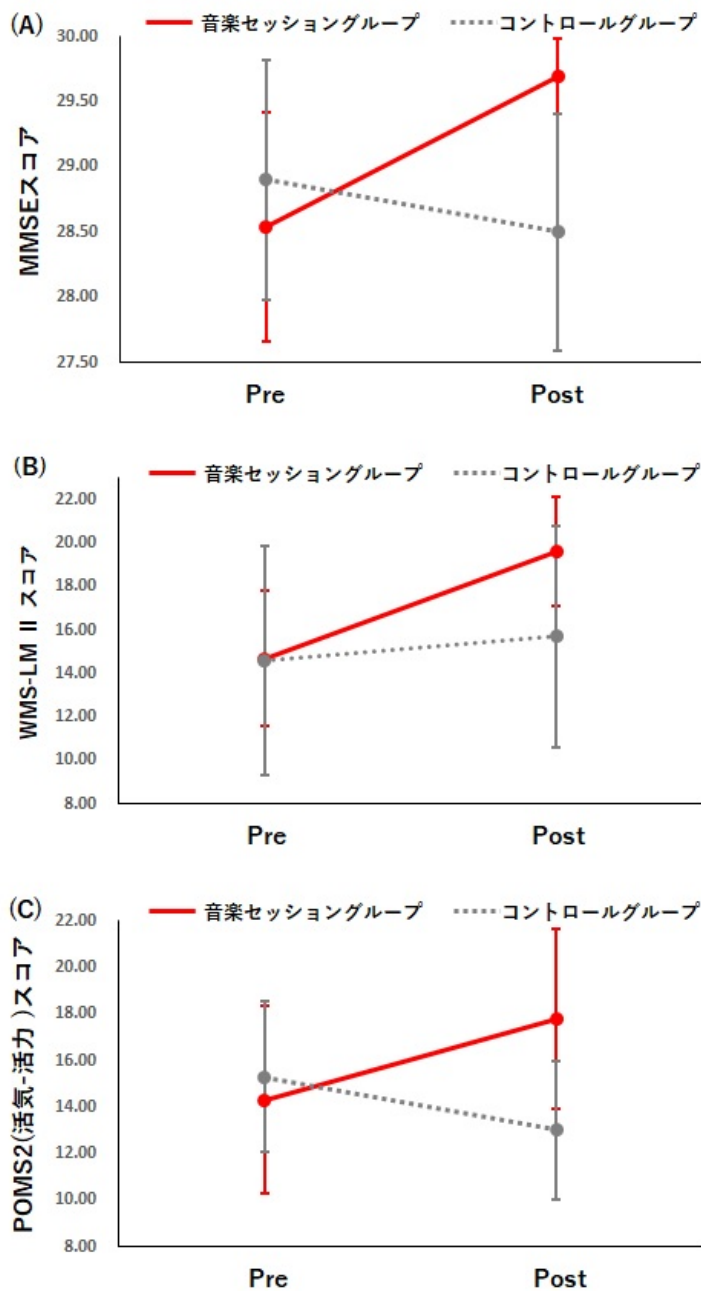 (A)
音楽セッショングループ コントロールグループ
30.00
29.50
29.00
28.50
28.00
27.50
MMSEスコア
Pre Post
(B)
音楽セッショングループ コントロールグループ
22.00
20.00
18.00
16.00
14.00
12.00
10.00
8.00
WMS-LM II スコア
Pre Post
(C)
音楽セッショングループ コントロールグループ
22.00
20.00
18.00
16.00
14.00
12.00
10.00
8.00
POMS2(活気-活力)スコア
Pre Post